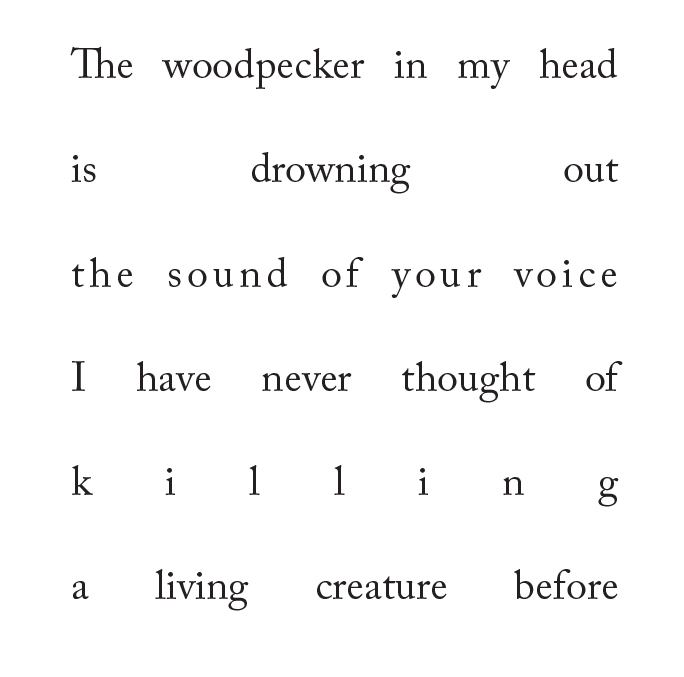 The woodpecker in my head
is drowning out
the sound of your voice
I have never thought of
k i l l i n g
a living creature before